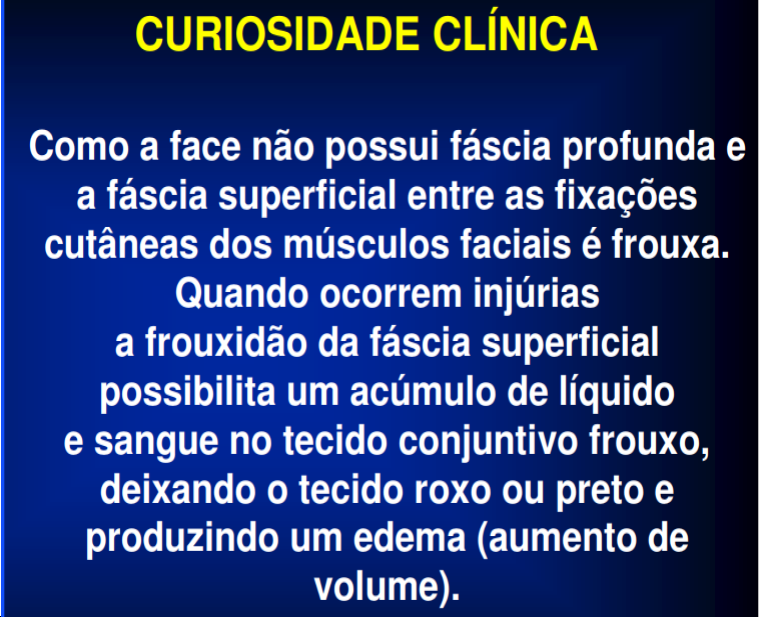 CURIOSIDADE CLÍNICA
Como a face não possui fáscia profunda e
a fáscia superficial entre as fixações
cutâneas dos músculos faciais é frouxa.
Quando ocorrem injúrias
a frouxidão da fáscia superficial
possibilita um acúmulo de líquido
e sangue no tecido conjuntivo frouxo,
deixando o tecido roxo ou preto e
produzindo um edema (aumento de
volume).